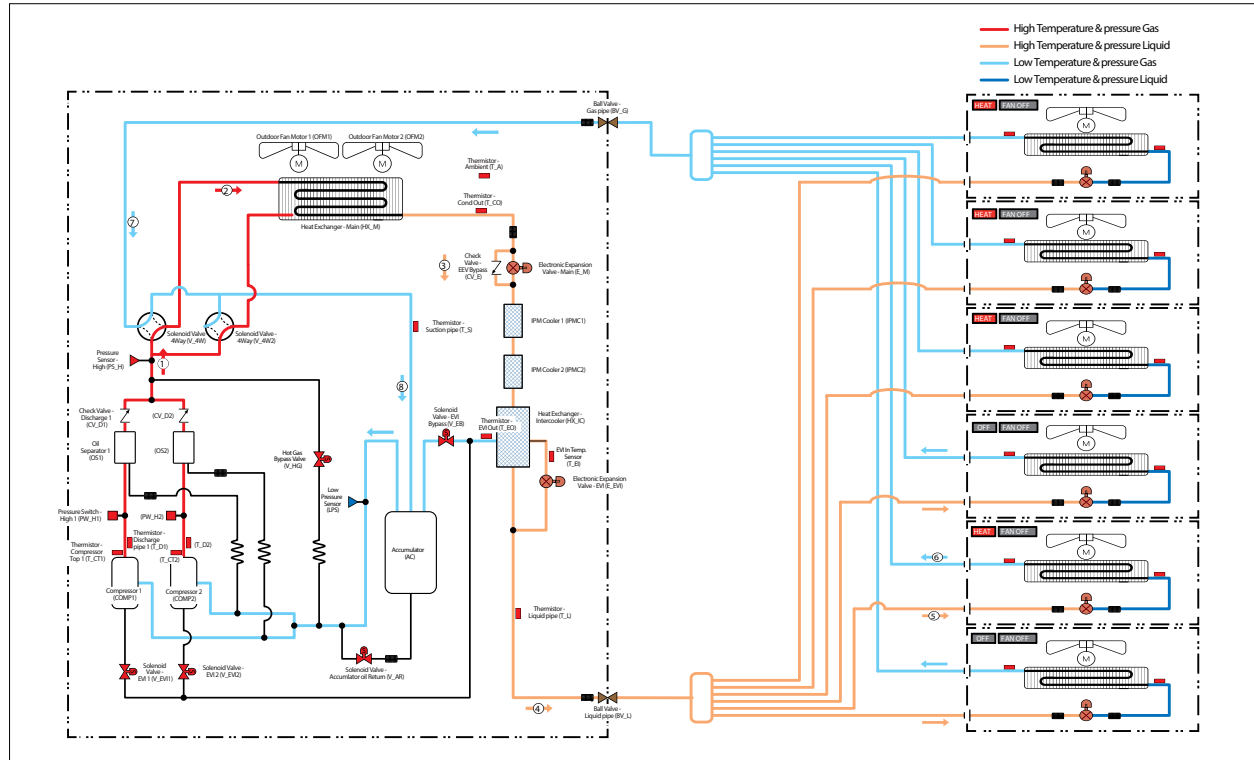 High Temperature & pressure Gas
High Temperature & pressure Liquid
Low Temperature & pressure Gas
Low Temperature & pressure Liquid
Ball Valve -
Gas pipe (BV_G)
Outdoor Fan Motor 1 (OFM1)
Outdoor Fan Motor 2 (OFM2)
M
M
Thermistor -
Ambient (T_A)
Thermistor -
Cond Out (T_CO)
2
Heat Exchanger - Main (HX_M)
7
3
Check
Valve -
EEV Bypass
(CV_E)
Electronic Expansion
Valve - Main (E_M)
Solenoid Valve -
4Way (V_4W)
Solenoid Valve -
4Way (V_4W2)
Thermistor -
Suction pipe (T_S)
IPM Cooler 1 (IPMC1)
Pressure
Sensor -
High (PS_H)
1
IPM Cooler 2 (IPMC2)
8
Check Valve -
Discharge 1
(CV_D1)
(CV_D2)
Solenoid
Valve - EVI
Bypass (V_EB)
Thermistor -
EVI Out (T_EO)
Heat Exchanger -
Intercooler (HX_IC)
Oil
Separator 1
(OS1)
(OS2)
Hot Gas
Bypass Valve
(V_HG)
EVI In Temp.
Sensor
(T_EI)
Low
Pressure
Sensor
(LPS)
Electronic Expansion
Valve - EVI (E_EVI)
Pressure Switch -
High 1 (PW_H1)
(PW_H2)
Thermistor -
Discharge
pipe 1 (T_D1)
(T_D2)
Thermistor -
Compressor
Top 1 (T_CT1)
(T_CT2)
Accumulator
(AC)
Compressor 1
(COMP1)
Compressor 2
(COMP2)
Thermistor -
Liquid pipe (T_L)
Solenoid
Valve -
EVI 1 (V_EVI1)
Solenoid Valve -
EVI 2 (V_EVI2)
Solenoid Valve -
Accumlator oil Return (V_AR)
4
Ball Valve -
Liquid pipe (BV_L)
HEAT FAN OFF
M
HEAT FAN OFF
M
HEAT FAN OFF
M
OFF FAN OFF
M
HEAT FAN OFF
M
6
5
OFF FAN OFF
M